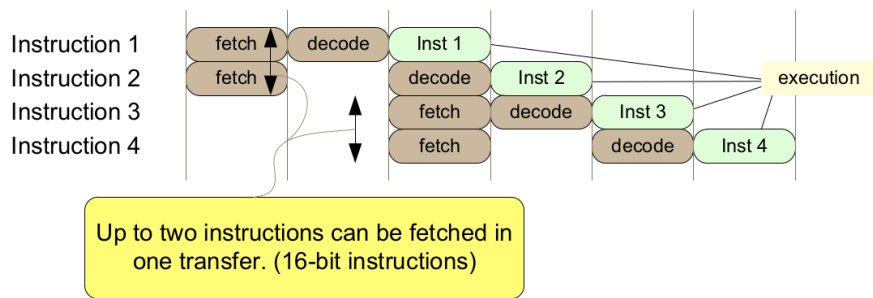 Instruction 1 fetch decode Inst 1
Instruction 2 fetch decode Inst 2 execution
Instruction 3 fetch decode Inst 3
Instruction 4 fetch decode Inst 4
Up to two instructions can be fetched in
one transfer. (16-bit instructions)